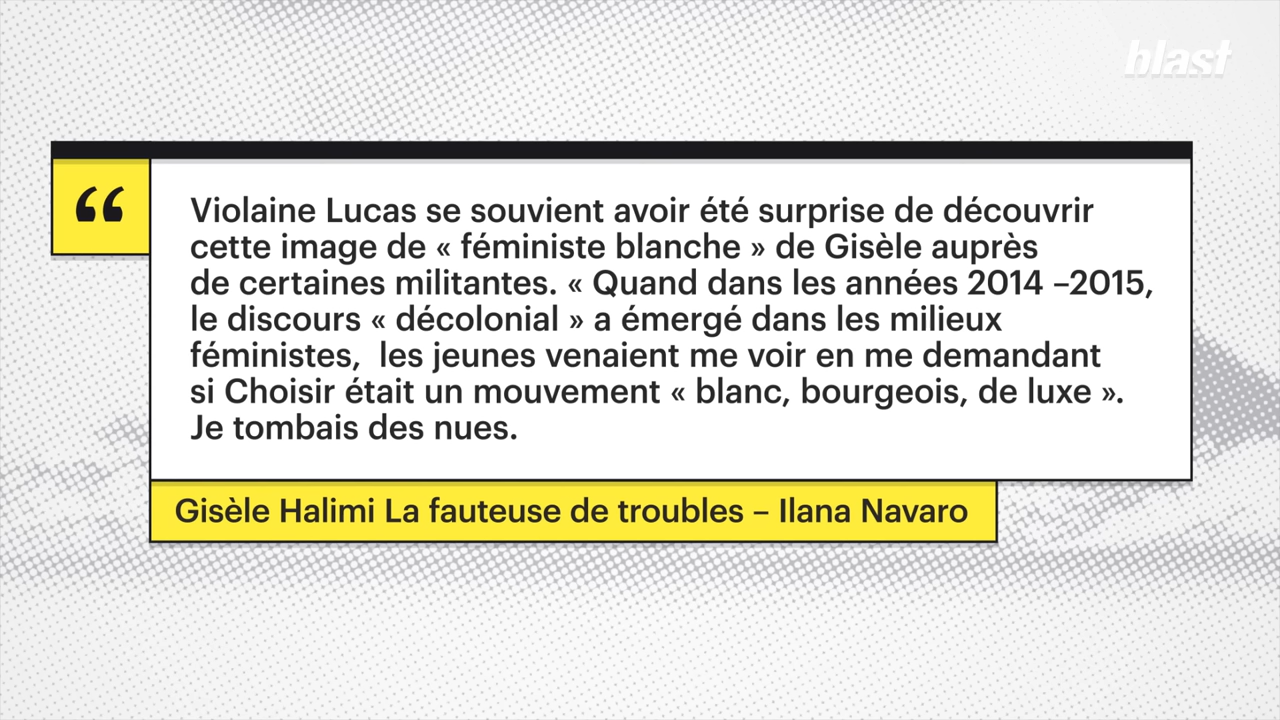 blast
“
Violaine Lucas se souvient avoir été surprise de découvrir
cette image de « féministe blanche » de Gisèle auprès
de certaines militantes. « Quand dans les années 2014 –2015,
le discours « décolonial » a émergé dans les milieux
féministes,  les jeunes venaient me voir en me demandant
si Choisir était un mouvement « blanc, bourgeois, de luxe ».
Je tombais des nues.
Gisèle Halimi La fauteuse de troubles – Ilana Navaro